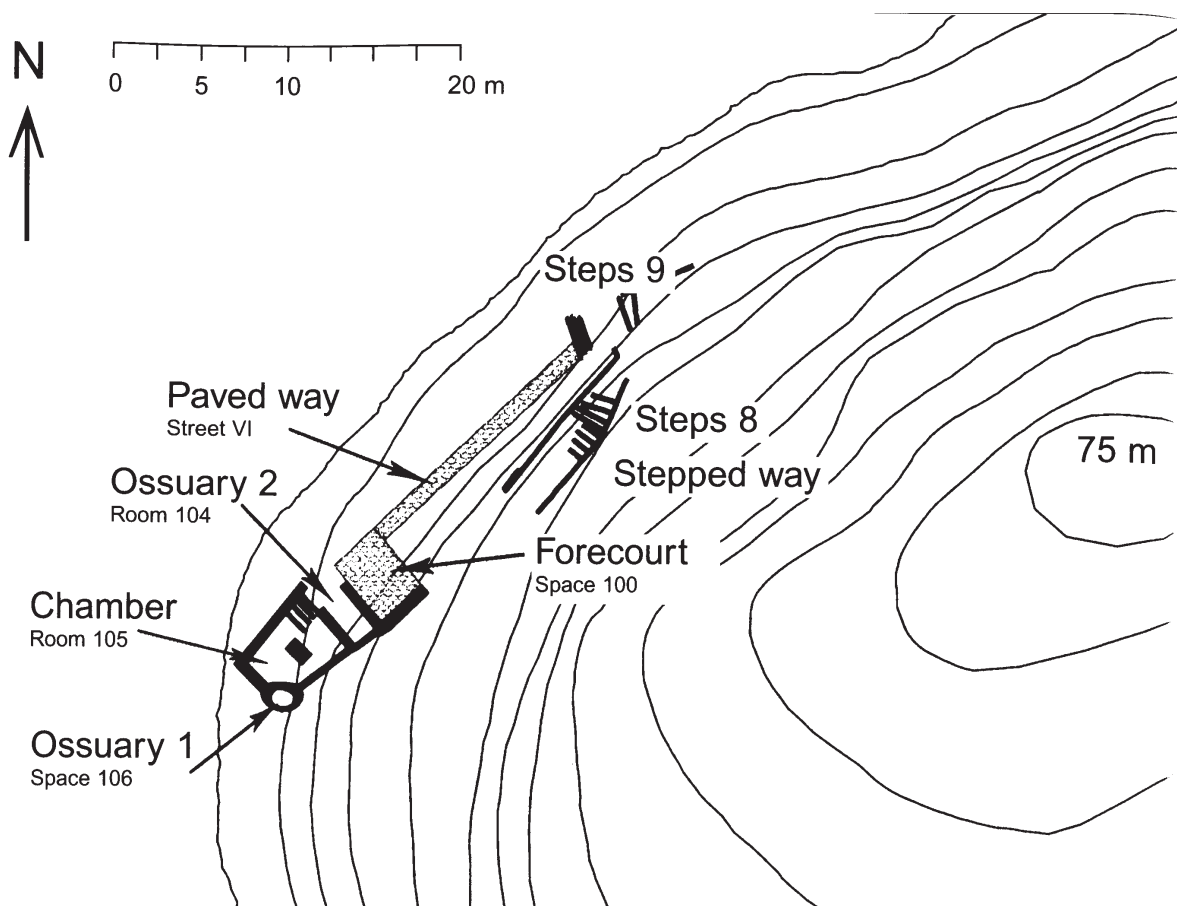 N
0 5 10 20 m
Steps 9
Paved way
Street VI
Steps 8
75 m
Stepped way
Ossuary 2
Room 104
Forecourt
Space 100
Chamber
Room 105
Ossuary 1
Space 106